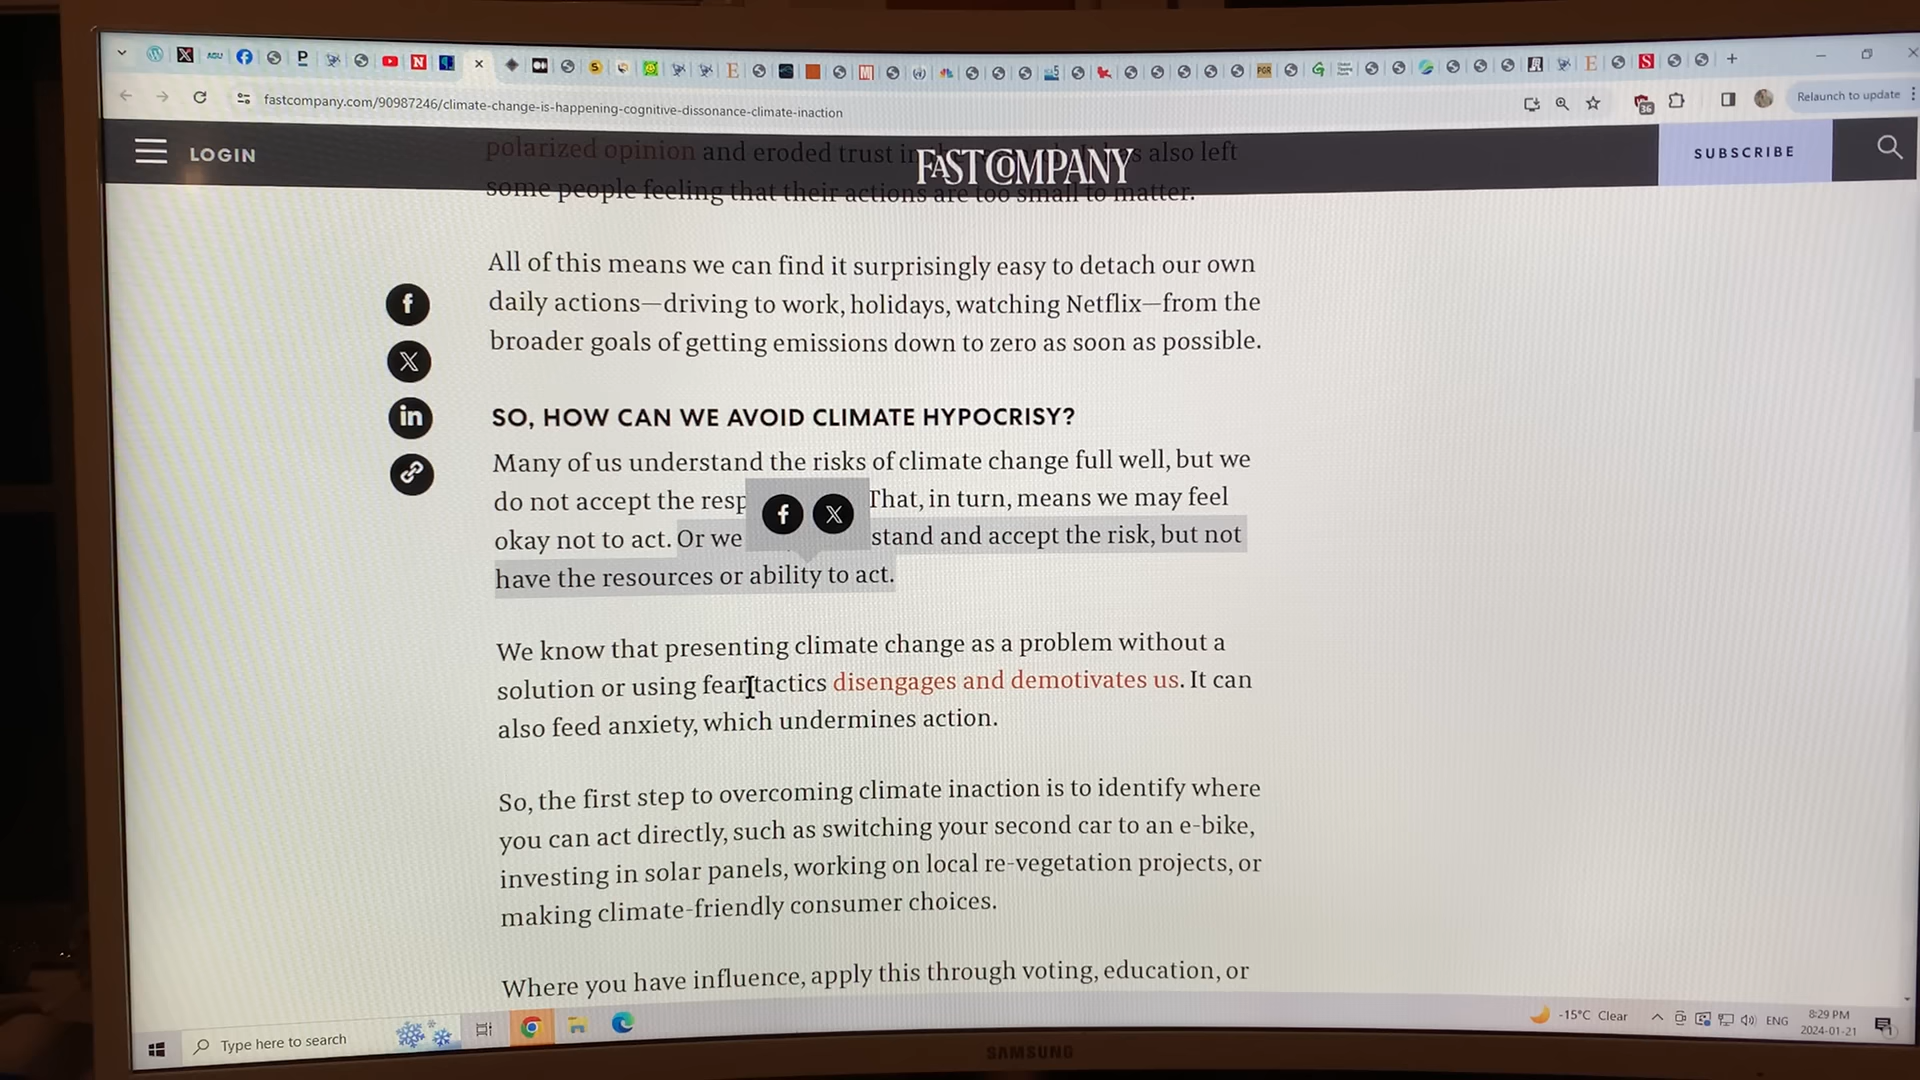 fastcompany.com/90987246/climate-change-is-happening-cognitive-dissonance-climate-inaction
Relaunch to update
LOGIN
FAST COMPANY
SUBSCRIBE
polarized opinion and eroded trust in also left
some people feeling that their actions are too small to matter.
All of this means we can find it surprisingly easy to detach our own
daily actions—driving to work, holidays, watching Netflix—from the
broader goals of getting emissions down to zero as soon as possible.
SO, HOW CAN WE AVOID CLIMATE HYPOCRISY?
Many of us understand the risks of climate change full well, but we
do not accept the resp That, in turn, means we may feel
okay not to act. Or we stand and accept the risk, but not
have the resources or ability to act.
We know that presenting climate change as a problem without a
solution or using fear tactics disengages and demotivates us. It can
also feed anxiety, which undermines action.
So, the first step to overcoming climate inaction is to identify where
you can act directly, such as switching your second car to an e-bike,
investing in solar panels, working on local re-vegetation projects, or
making climate-friendly consumer choices.
Where you have influence, apply this through voting, education, or
Type here to search
-15°C Clear
ENG
8:29 PM
2024-01-21
SAMSUNG